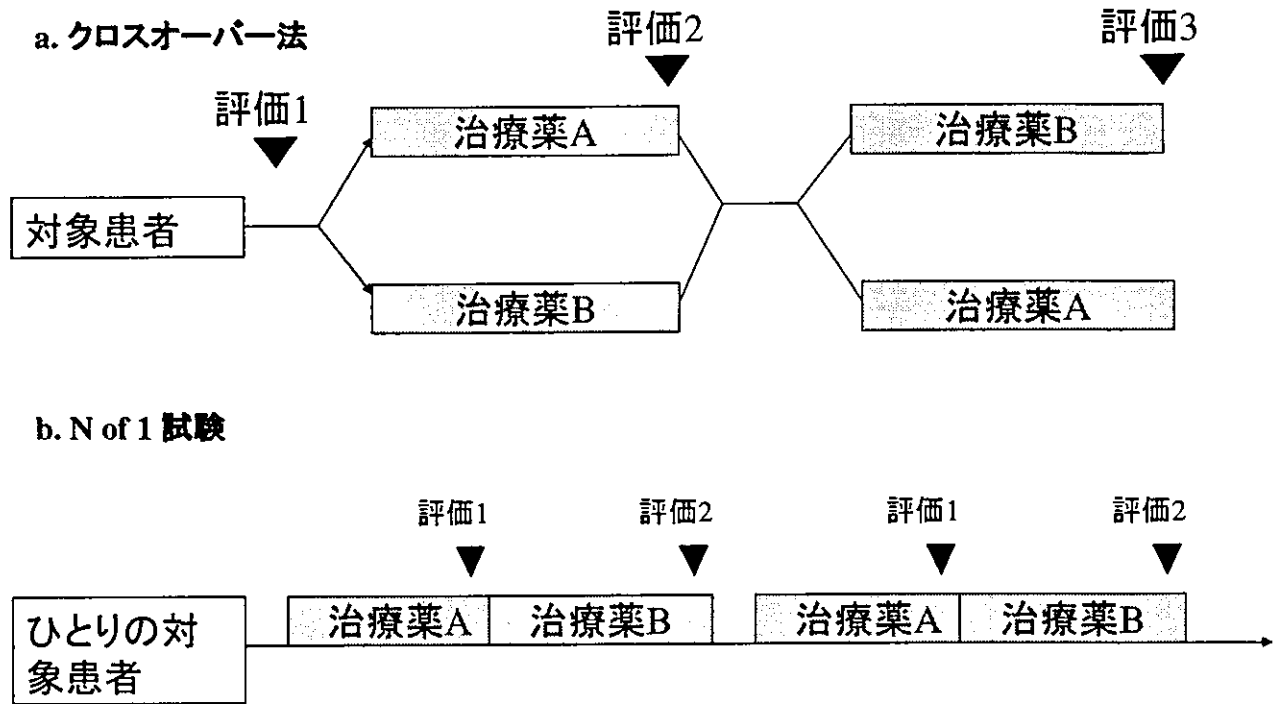 a. クロスオーバー法
評価1
評価2
評価3
治療薬A
治療薬B
対象患者
治療薬B
治療薬A
b. N of 1 試験
評価1
評価2
評価1
評価2
ひとりの対
象患者
治療薬A
治療薬B
治療薬A
治療薬B